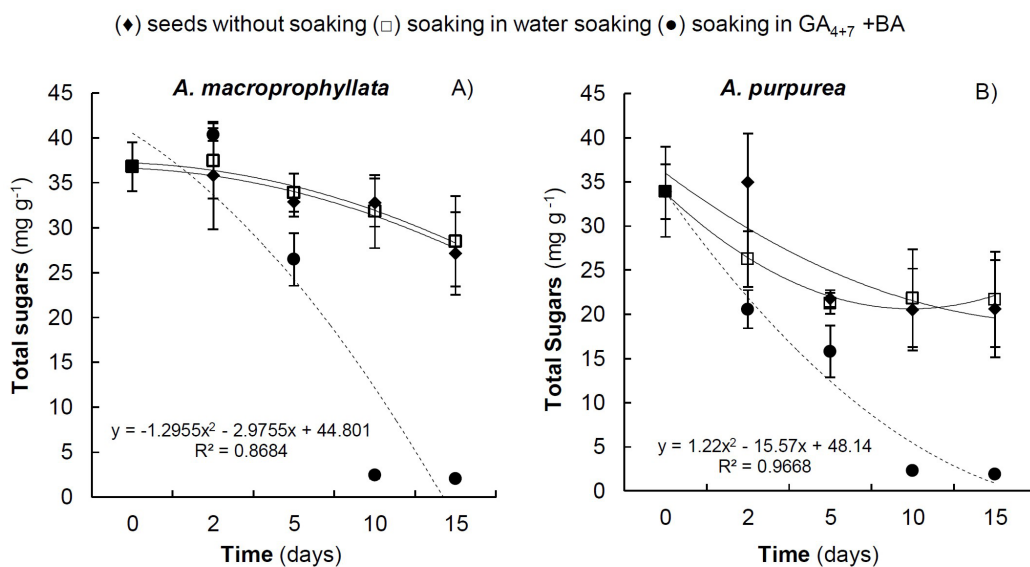 (♦) seeds without soaking (□) soaking in water soaking (●) soaking in GA₄₊₇ +BA
A. macroprophyllata
A)
Total sugars (mg g⁻¹)
45
40
35
30
25
20
15
10
5
0
y = -1.2955x² - 2.9755x + 44.801
R² = 0.8684
0 2 5 10 15
Time (days)
A. purpurea
B)
Total Sugars (mg g⁻¹)
45
40
35
30
25
20
15
10
5
0
y = 1.22x² - 15.57x + 48.14
R² = 0.9668
0 2 5 10 15
Time (days)